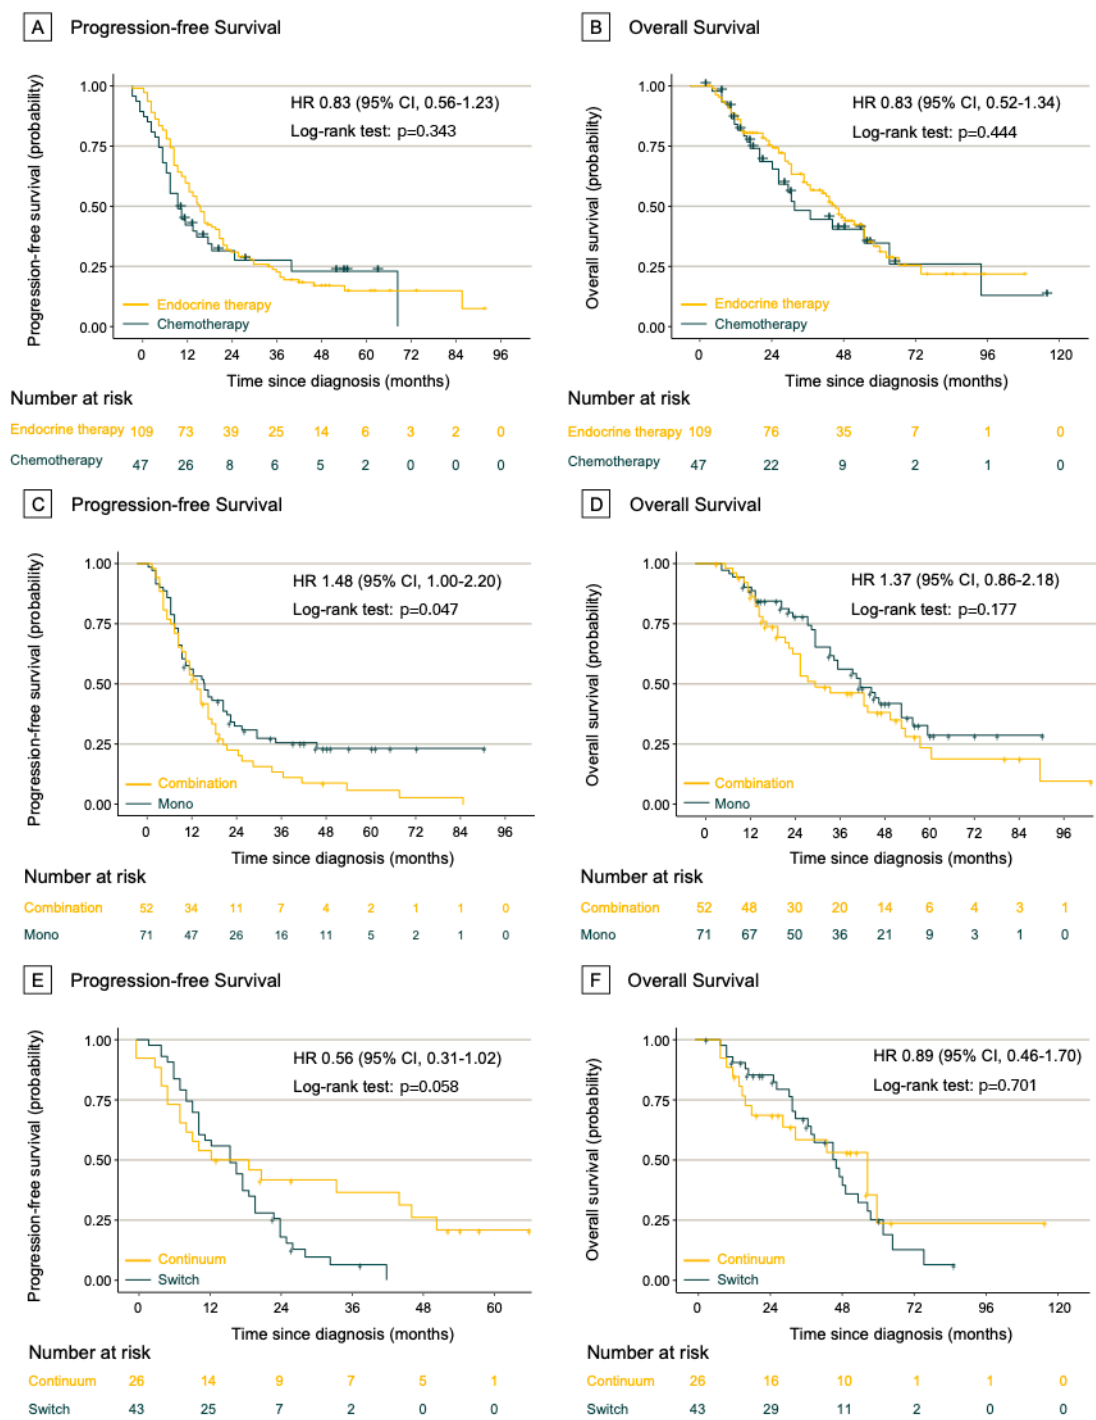 A Progression-free Survival
Progression-free survival (probability)
1.00
0.75
0.50
0.25
0.00
HR 0.83 (95% CI, 0.56-1.23)
Log-rank test: p=0.343
Endocrine therapy
Chemotherapy
0 12 24 36 48 60 72 84 96
Time since diagnosis (months)
Number at risk
Endocrine therapy 109 73 39 25 14 6 3 2 0
Chemotherapy 47 26 8 6 5 2 0 0 0
B Overall Survival
Overall survival (probability)
1.00
0.75
0.50
0.25
0.00
HR 0.83 (95% CI, 0.52-1.34)
Log-rank test: p=0.444
Endocrine therapy
Chemotherapy
0 24 48 72 96 120
Time since diagnosis (months)
Number at risk
Endocrine therapy 109 76 35 7 1 0
Chemotherapy 47 22 9 2 1 0
C Progression-free Survival
Progression-free survival (probability)
1.00
0.75
0.50
0.25
0.00
HR 1.48 (95% CI, 1.00-2.20)
Log-rank test: p=0.047
Combination
Mono
0 12 24 36 48 60 72 84 96
Time since diagnosis (months)
Number at risk
Combination 52 34 11 7 4 2 1 1 0
Mono 71 47 26 16 11 5 2 1 0
D Overall Survival
Overall survival (probability)
1.00
0.75
0.50
0.25
0.00
HR 1.37 (95% CI, 0.86-2.18)
Log-rank test: p=0.177
Combination
Mono
0 12 24 36 48 60 72 84 96
Time since diagnosis (months)
Number at risk
Combination 52 48 30 20 14 6 4 3 1
Mono 71 67 50 36 21 9 3 1 0
E Progression-free Survival
Progression-free survival (probability)
1.00
0.75
0.50
0.25
0.00
HR 0.56 (95% CI, 0.31-1.02)
Log-rank test: p=0.058
Continuum
Switch
0 12 24 36 48 60
Time since diagnosis (months)
Number at risk
Continuum 26 14 9 7 5 1
Switch 43 25 7 2 0 0
F Overall Survival
Overall survival (probability)
1.00
0.75
0.50
0.25
0.00
HR 0.89 (95% CI, 0.46-1.70)
Log-rank test: p=0.701
Continuum
Switch
0 24 48 72 96 120
Time since diagnosis (months)
Number at risk
Continuum 26 16 10 1 1 0
Switch 43 29 11 2 0 0